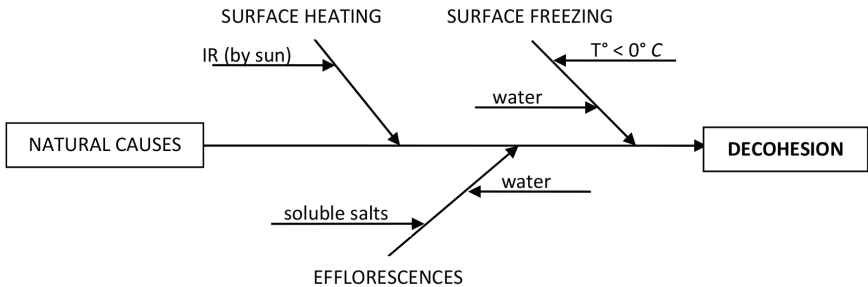 SURFACE HEATING
SURFACE FREEZING
IR (by sun)
T° < 0° C
water
NATURAL CAUSES
DECOHESION
water
soluble salts
EFFLORESCENCES